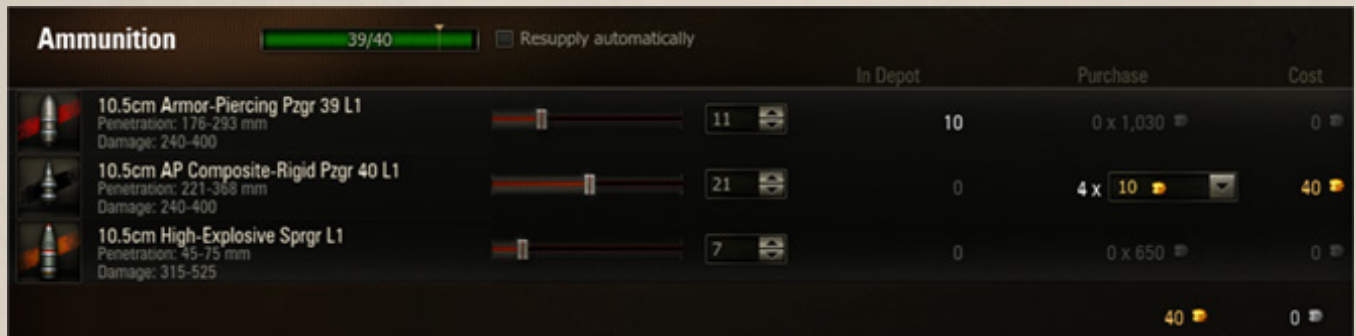 Ammunition 39/40 Resupply automatically
In Depot Purchase Cost
10.5cm Armor-Piercing Pzgr 39 L1
Penetration: 176-293 mm
Damage: 240-400
11 10 0 x 1,030 0
10.5cm AP Composite-Rigid Pzgr 40 L1
Penetration: 221-368 mm
Damage: 240-400
21 0 4 x 10 40
10.5cm High-Explosive Sprgr L1
Penetration: 45-75 mm
Damage: 315-525
7 0 0 x 650 0
40 0